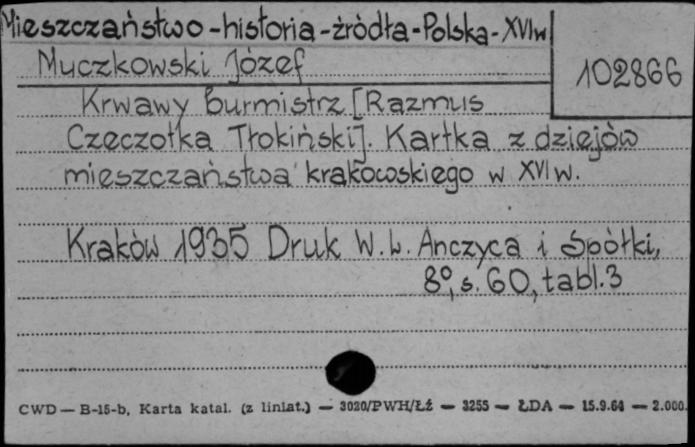 Mieszczaństwo-historia-źródła-Polska-XVIw
Muczkowski Józef
102866
Krwawy burmistrz [Razmus
Czeczotka Tłokiński]. Kartka z dziejów
mieszczaństwa krakowskiego w XVI w.
Kraków 1935 Druk W.L. Anczyca i Spółki,
8°, s. 60, tabl. 3
CWD — B-15-b, Karta katal. (z liniat.) — 3020/PWH/Łź — 3255 — ŁDA — 15.9.64 — 2.000.